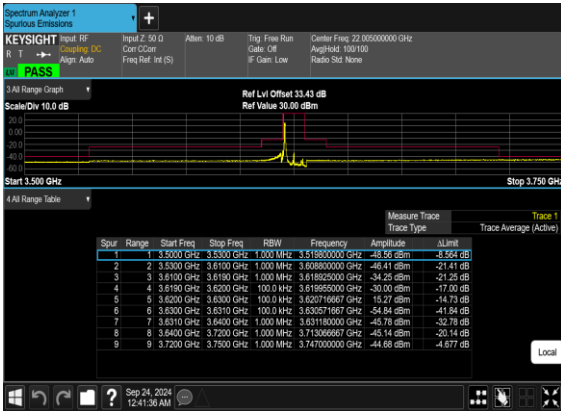 Spectrum Analyzer 1
Spurious Emissions
+
KEYSIGHT Input: RF Input Z: 50 Ω Atten: 10 dB Trig: Free Run Center Freq: 22.005000000 GHz
R T Coupling: DC Corr CCorr Gate: Off Avg|Hold: 100/100
Align: Auto Freq Ref: Int (S) IF Gain: Low Radio Std: None
PASS
3 All Range Graph
Ref Lvl Offset 33.43 dB
Scale/Div 10.0 dB Ref Value 30.00 dBm
20.0
0.00
-20.0
-40.0
-60.0
Start 3.500 GHz Stop 3.750 GHz
4 All Range Table
Measure Trace Trace 1
Trace Type Trace Average (Active)
Spur Range Start Freq Stop Freq RBW Frequency Amplitude ΔLimit
1 1 3.5000 GHz 3.5300 GHz 1.000 MHz 3.519800000 GHz -48.56 dBm -8.564 dB
2 2 3.5300 GHz 3.6100 GHz 1.000 MHz 3.608800000 GHz -46.41 dBm -21.41 dB
3 3 3.6100 GHz 3.6190 GHz 1.000 MHz 3.618925000 GHz -34.25 dBm -21.25 dB
4 4 3.6190 GHz 3.6200 GHz 100.0 kHz 3.619955000 GHz -30.00 dBm -17.00 dB
5 5 3.6200 GHz 3.6300 GHz 100.0 kHz 3.620716667 GHz 15.27 dBm -14.73 dB
6 6 3.6300 GHz 3.6310 GHz 100.0 kHz 3.630571667 GHz -54.84 dBm -41.84 dB
7 7 3.6310 GHz 3.6400 GHz 1.000 MHz 3.631180000 GHz -45.78 dBm -32.78 dB
8 8 3.6400 GHz 3.7200 GHz 1.000 MHz 3.713066667 GHz -45.14 dBm -20.14 dB
9 9 3.7200 GHz 3.7500 GHz 1.000 MHz 3.747000000 GHz -44.68 dBm -4.677 dB
Local
? Sep 24, 2024
12:41:36 AM